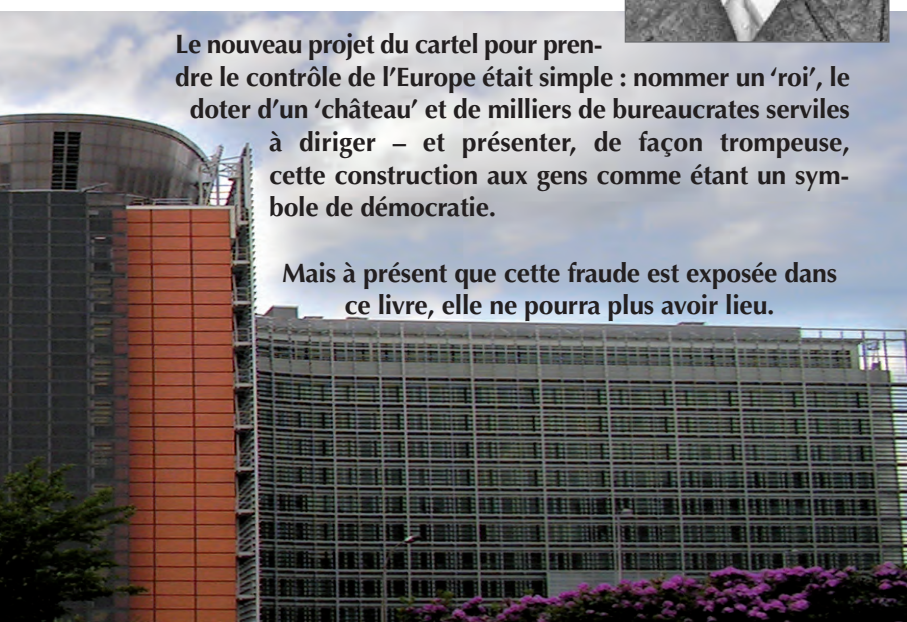 Le nouveau projet du cartel pour pren-
dre le contrôle de l’Europe était simple : nommer un ‘roi’, le
doter d’un ‘château’ et de milliers de bureaucrates serviles
à diriger – et présenter, de façon trompeuse,
cette construction aux gens comme étant un sym-
bole de démocratie.
Mais à présent que cette fraude est exposée dans
ce livre, elle ne pourra plus avoir lieu.